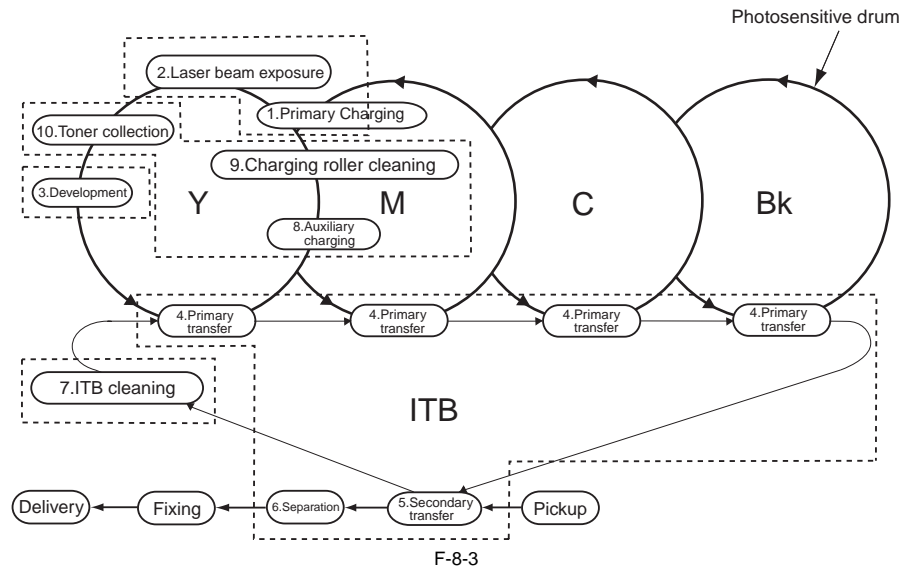 Photosensitive drum
2.Laser beam exposure
1.Primary Charging
10.Toner collection
9.Charging roller cleaning
3.Development
Y
M
C
Bk
8.Auxiliary
charging
4.Primary
transfer
4.Primary
transfer
4.Primary
transfer
4.Primary
transfer
7.ITB cleaning
ITB
Delivery
Fixing
6.Separation
5.Secondary
transfer
Pickup
F-8-3